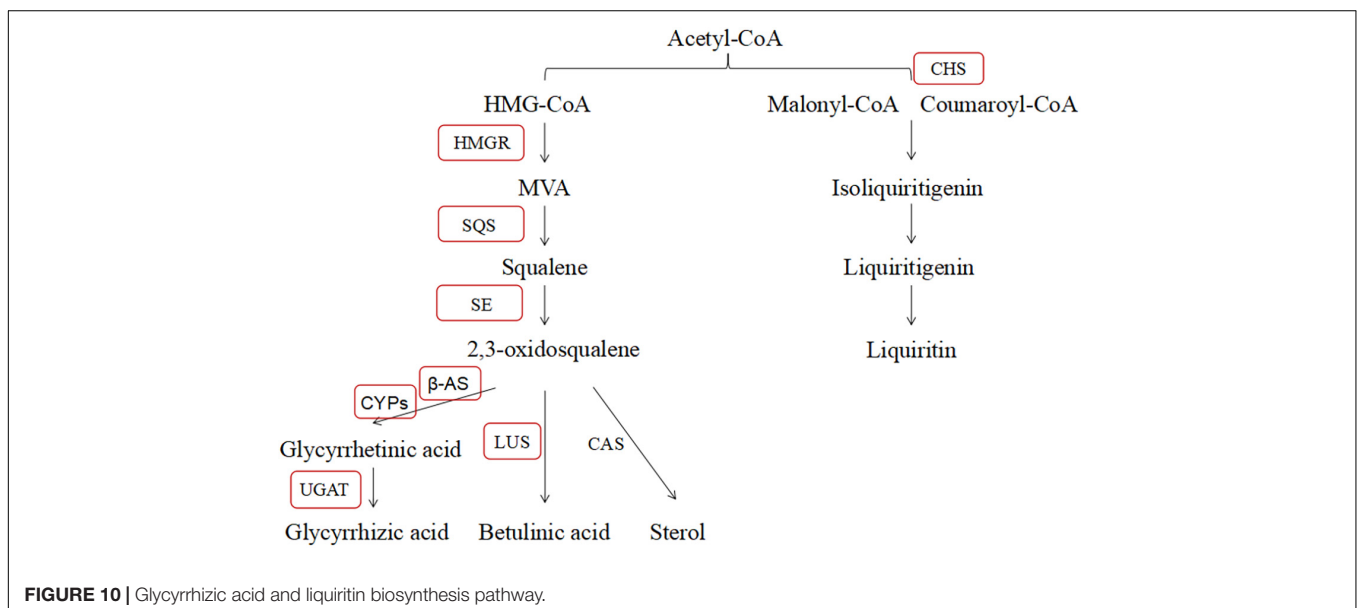 Acetyl-CoA
CHS
HMG-CoA
Malonyl-CoA Coumaroyl-CoA
HMGR
MVA
Isoliquiritigenin
SQS
Squalene
Liquiritigenin
SE
2,3-oxidosqualene
Liquiritin
β-AS
CYPs
Glycyrrhetinic acid
LUS
CAS
UGAT
Glycyrrhizic acid
Betulinic acid
Sterol
FIGURE 10 | Glycyrrhizic acid and liquiritin biosynthesis pathway.